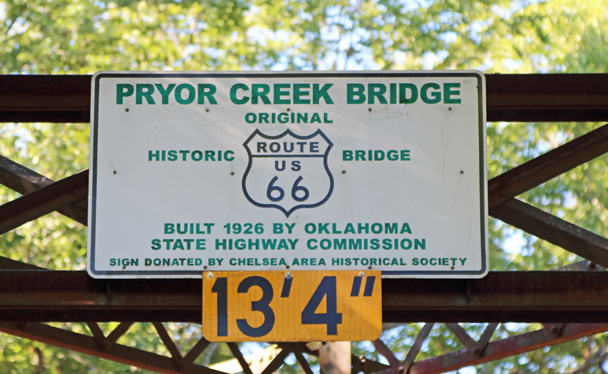 PRYOR CREEK BRIDGE
ORIGINAL
HISTORIC ROUTE BRIDGE
US
66
BUILT 1926 BY OKLAHOMA
STATE HIGHWAY COMMISSION
SIGN DONATED BY CHELSEA AREA HISTORICAL SOCIETY
13'4"